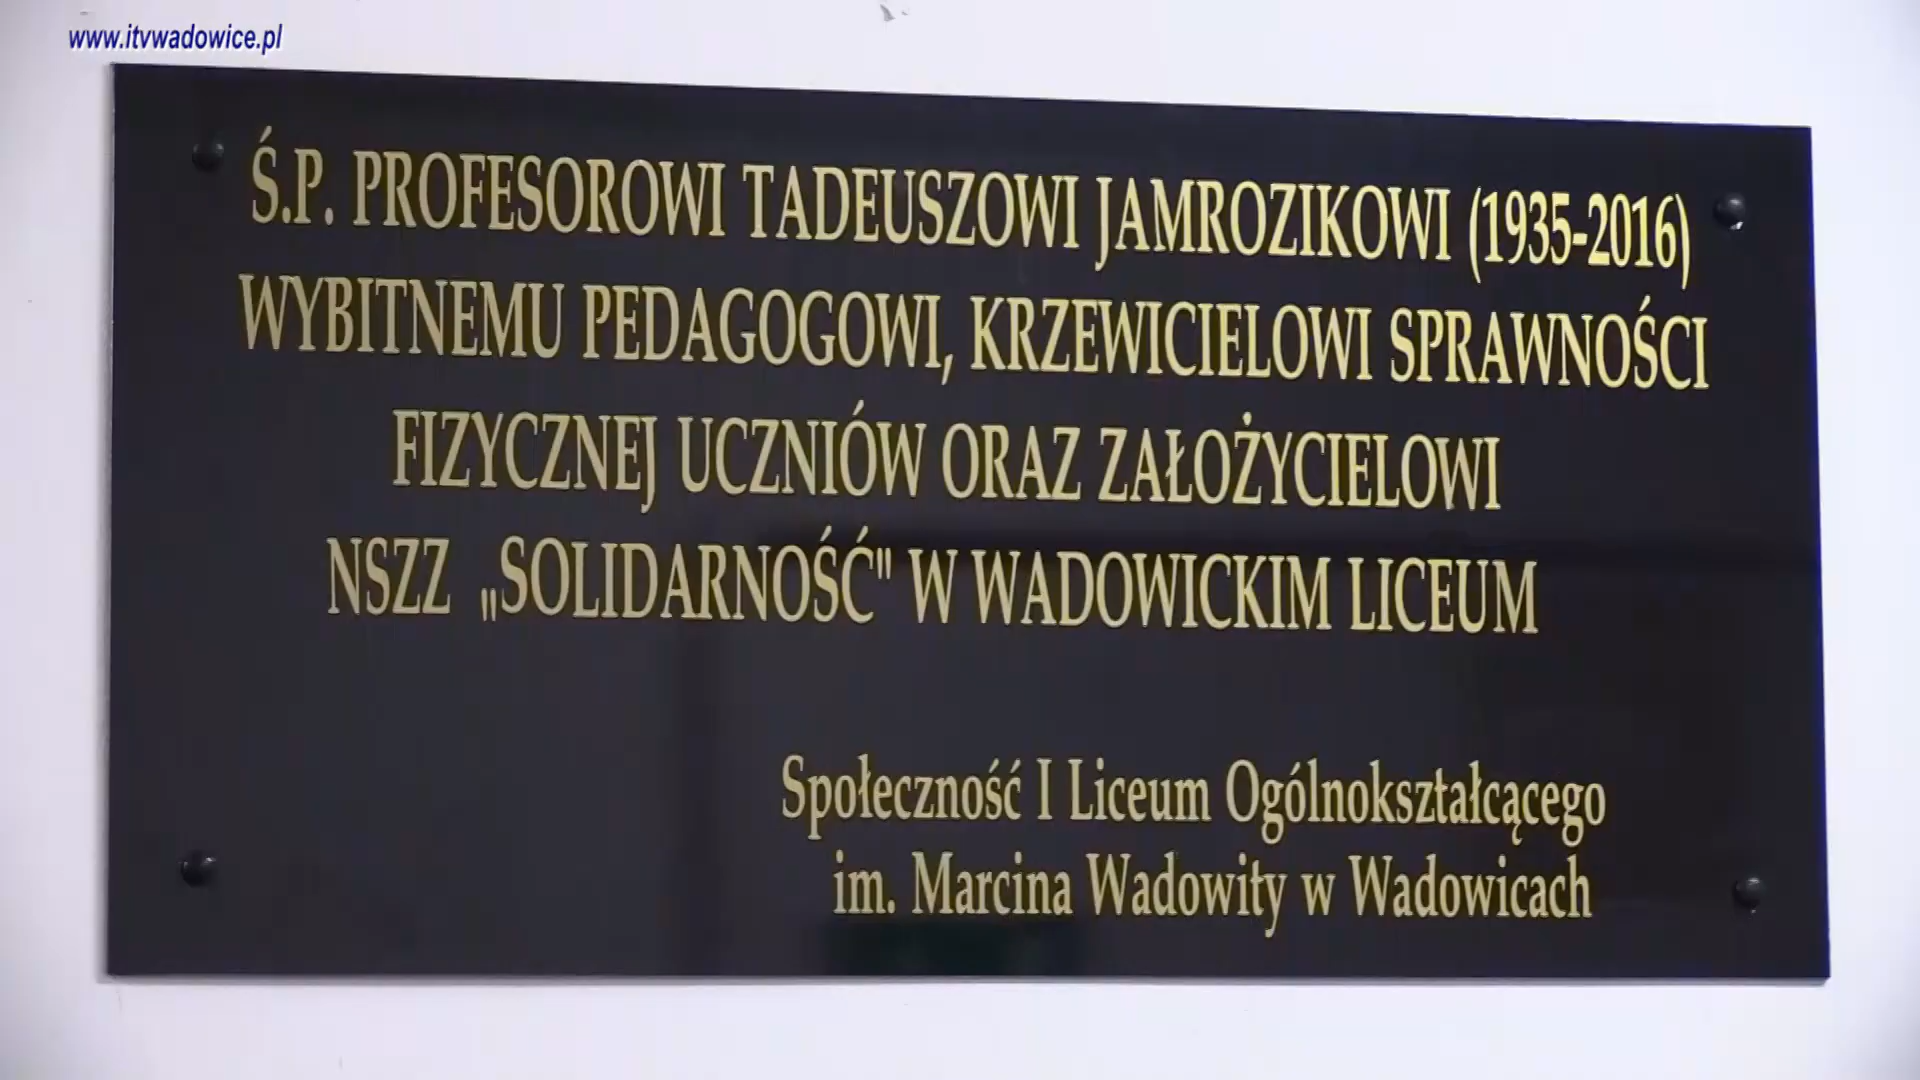 www.itvwadowice.pl
Ś.P. PROFESOROWI TADEUSZOWI JAMROZIKOWI (1935-2016)
WYBITNEMU PEDAGOGOWI, KRZEWICIELOWI SPRAWNOŚCI
FIZYCZNEJ UCZNIÓW ORAZ ZAŁOŻYCIELOWI
NSZZ „SOLIDARNOŚĆ" W WADOWICKIM LICEUM
Społeczność I Liceum Ogólnokształcącego
im. Marcina Wadowity w Wadowicach